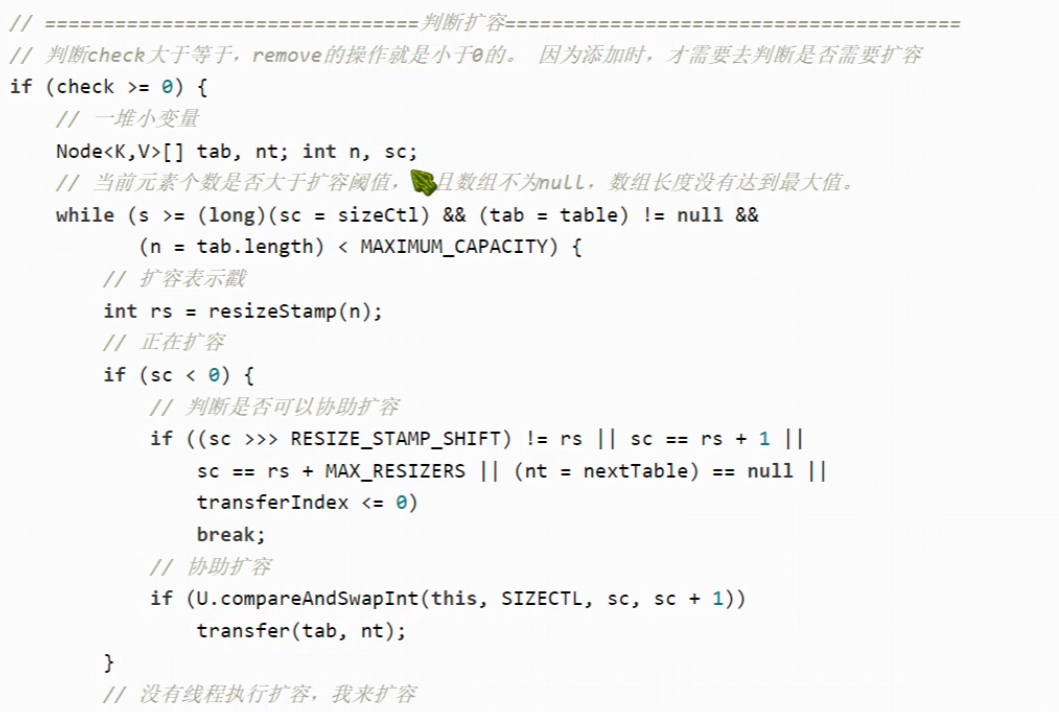 // ================================判断扩容=======================================
// 判断check大于等于，remove的操作就是小于0的。 因为添加时，才需要去判断是否需要扩容
if (check >= 0) {
// 一堆小变量
Node<K,V>[] tab, nt; int n, sc;
// 当前元素个数是否大于扩容阈值，且数组不为null，数组长度没有达到最大值。
while (s >= (long)(sc = sizeCtl) && (tab = table) != null &&
(n = tab.length) < MAXIMUM_CAPACITY) {
// 扩容表示戳
int rs = resizeStamp(n);
// 正在扩容
if (sc < 0) {
// 判断是否可以协助扩容
if ((sc >>> RESIZE_STAMP_SHIFT) != rs || sc == rs + 1 ||
sc == rs + MAX_RESIZERS || (nt = nextTable) == null ||
transferIndex <= 0)
break;
// 协助扩容
if (U.compareAndSwapInt(this, SIZECTL, sc, sc + 1))
transfer(tab, nt);
}
// 没有线程执行扩容，我来扩容